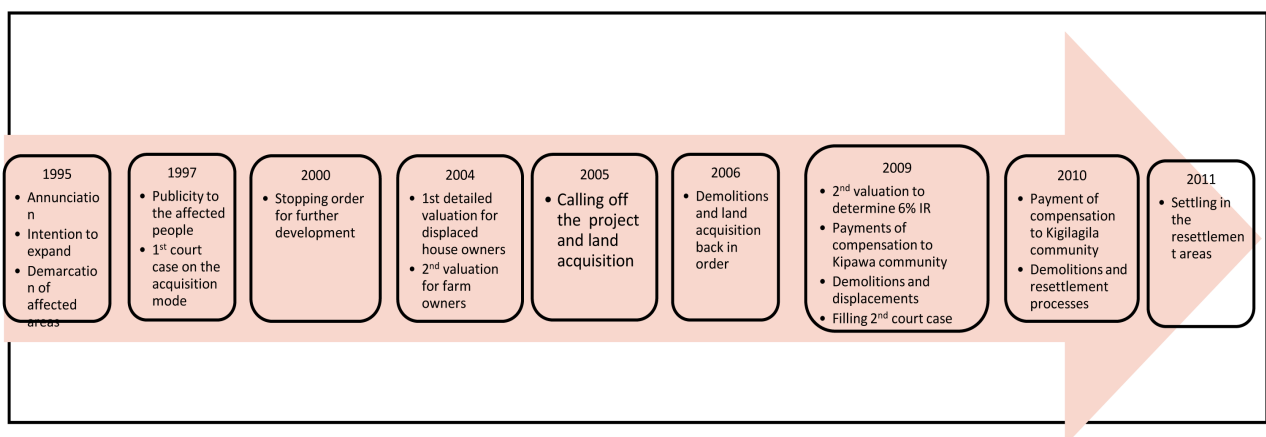 1995
• Annunciatio
n
• Intention to
expand
• Demarcatio
n of
affected
areas
1997
• Publicity to
the affected
people
• 1st court
case on the
acquisition
mode
2000
• Stopping order
for further
development
2004
• 1st detailed
valuation for
displaced
house owners
• 2nd valuation
for farm
owners
2005
• Calling off
the project
and land
acquisition
2006
• Demolitions
and land
acquisition
back in
order
2009
• 2nd valuation to
determine 6% IR
• Payments of
compensation to
Kipawa community
• Demolitions and
displacements
• Filling 2nd court case
2010
• Payment of
compensation
to Kigilagila
community
• Demolitions and
resettlement
processes
2011
• Settling in
the
resettlemen
t areas